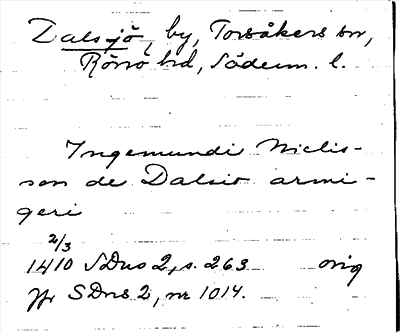 Dalsjö, by, Torsåkers sn,
Rönö hd, Söderm. l.
Ingemundi Niclis-
son de Dalsio armi-
geri
2/3
1410 SDns 2, s. 263 orig
Jfr SDns 2, nr 1014.